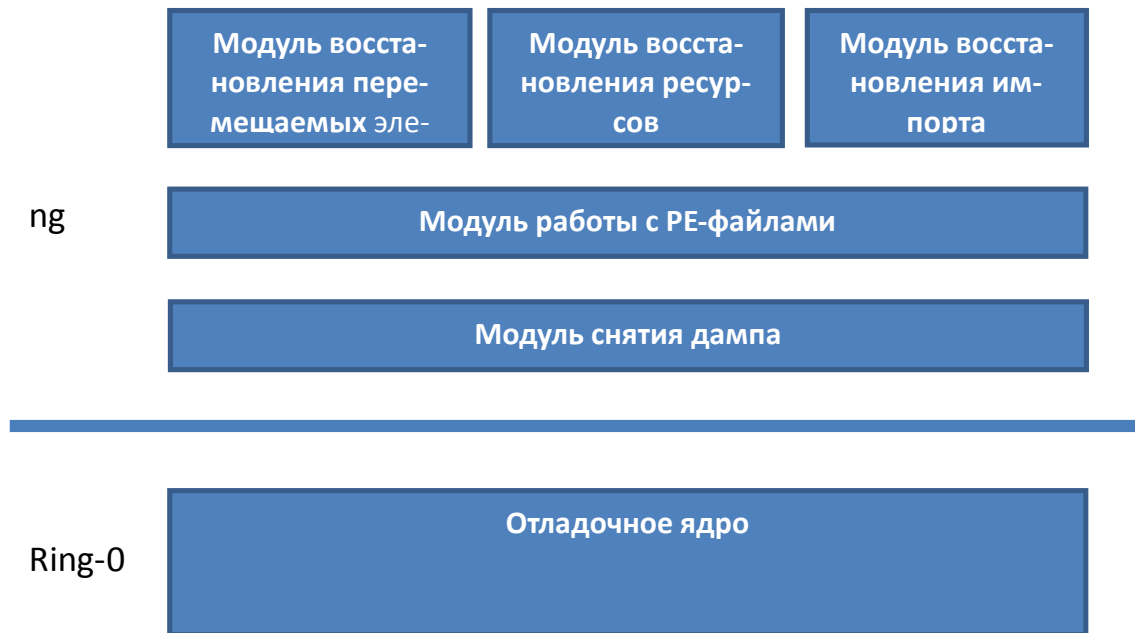 Модуль восста-
новления пере-
мещаемых эле-
Модуль восста-
новления ресур-
сов
Модуль восста-
новления им-
порта
ng
Модуль работы с PE-файлами
Модуль снятия дампа
Ring-0
Отладочное ядро